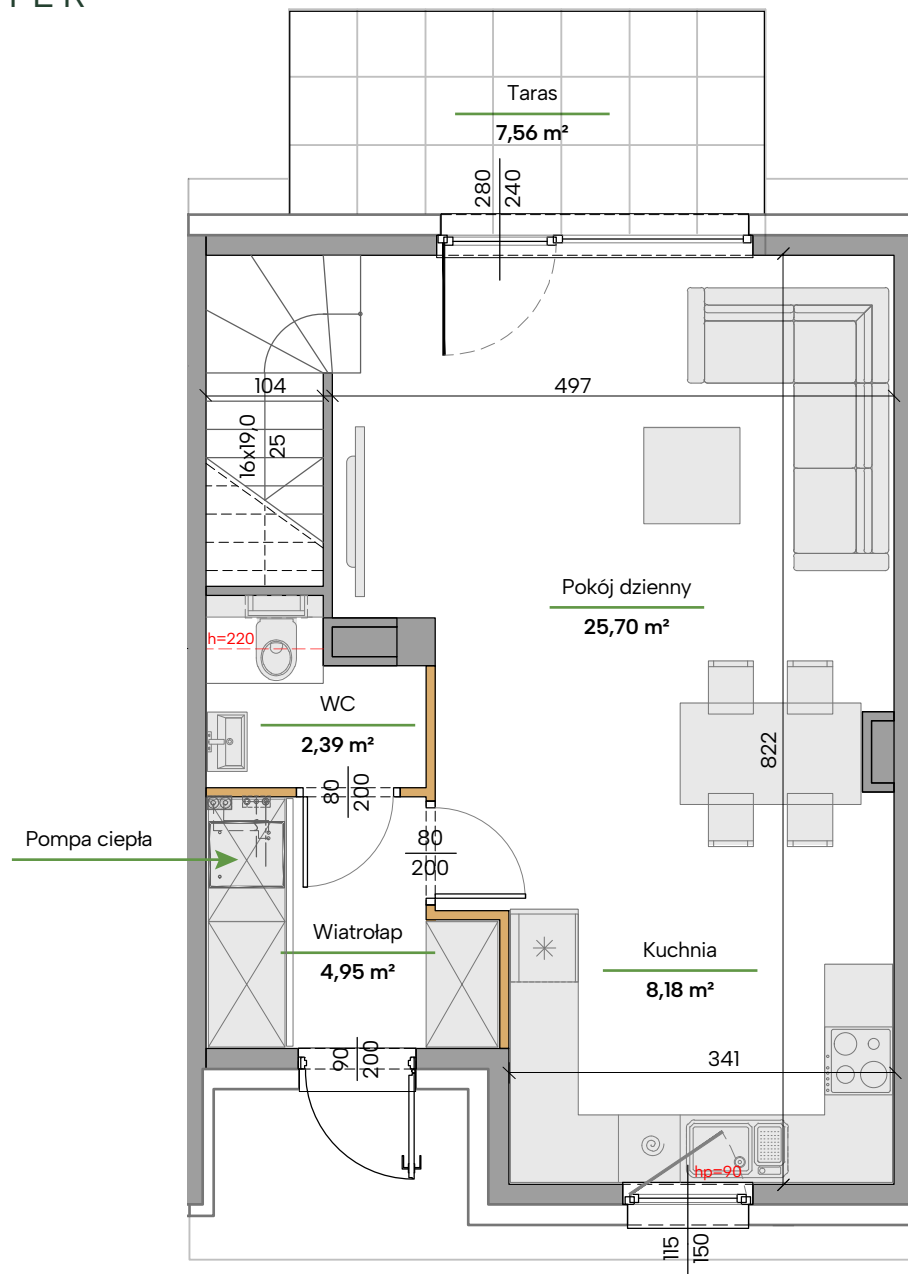 Taras
7,56 m²
280
240
104
497
16x19,0
25
Pokój dzienny
25,70 m²
h=220
WC
2,39 m²
822
80
200
Pompa ciepła
80
200
Wiatrołap
4,95 m²
Kuchnia
8,18 m²
90
200
341
hp=90
115
150